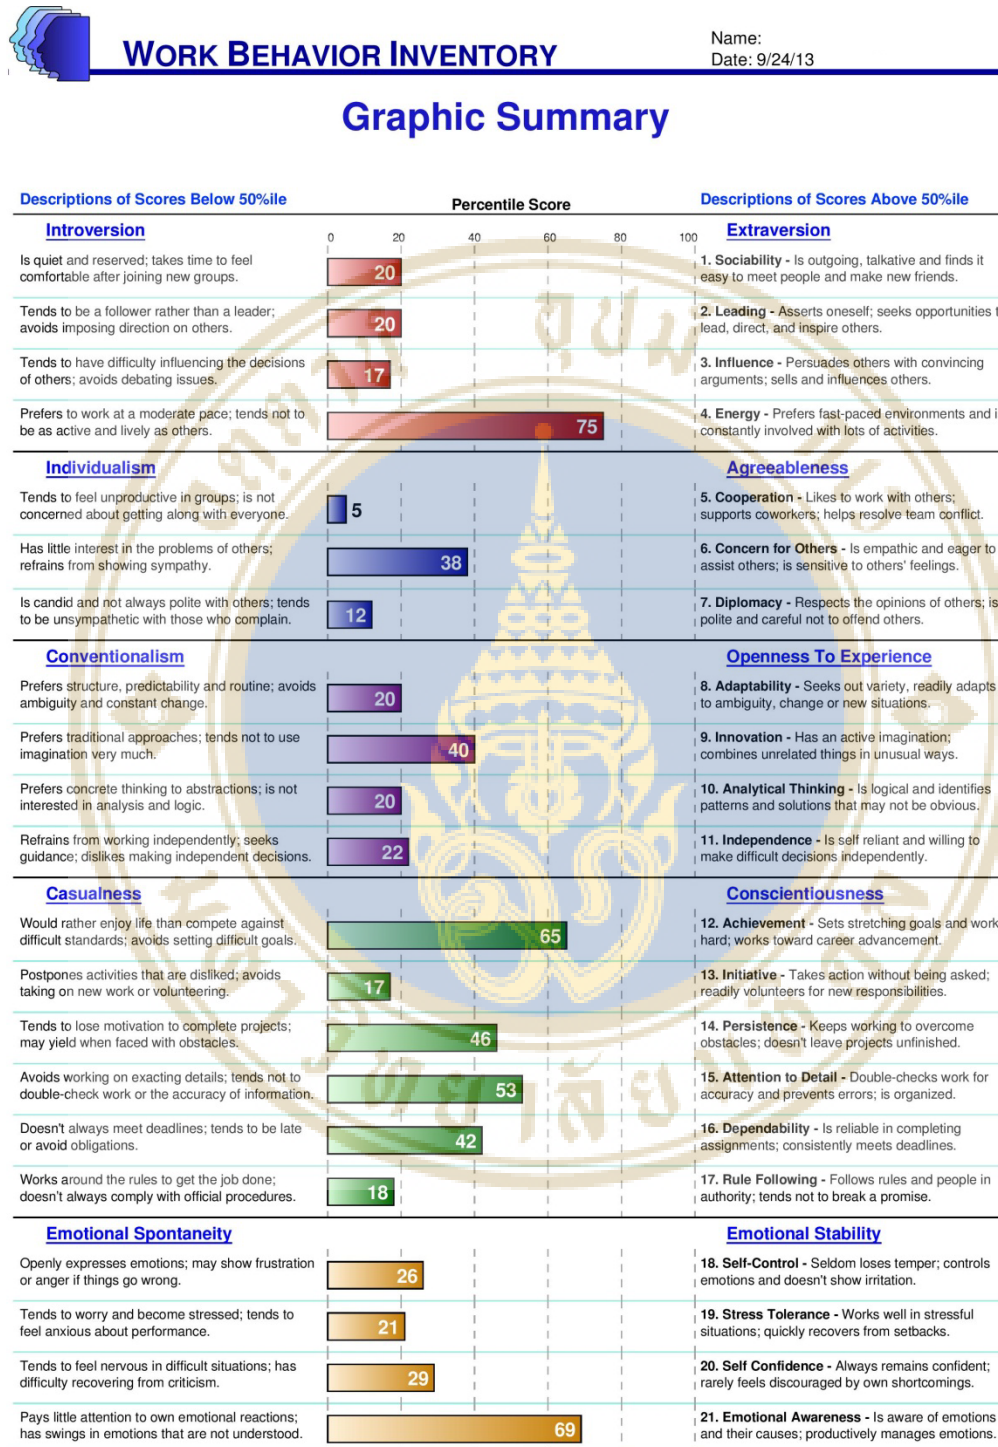 WORK BEHAVIOR INVENTORY
Name:
Date: 9/24/13
Graphic Summary
Descriptions of Scores Below 50%ile
Percentile Score
Descriptions of Scores Above 50%ile
Introversion
0 20 40 60 80 100
Extraversion
Is quiet and reserved; takes time to feel
comfortable after joining new groups.
20
1. Sociability - Is outgoing, talkative and finds it
easy to meet people and make new friends.
Tends to be a follower rather than a leader;
avoids imposing direction on others.
20
2. Leading - Asserts oneself; seeks opportunities t
lead, direct, and inspire others.
Tends to have difficulty influencing the decisions
of others; avoids debating issues.
17
3. Influence - Persuades others with convincing
arguments; sells and influences others.
Prefers to work at a moderate pace; tends not to
be as active and lively as others.
75
4. Energy - Prefers fast-paced environments and i
constantly involved with lots of activities.
Individualism
Agreeableness
Tends to feel unproductive in groups; is not
concerned about getting along with everyone.
5
5. Cooperation - Likes to work with others;
supports coworkers; helps resolve team conflict.
Has little interest in the problems of others;
refrains from showing sympathy.
38
6. Concern for Others - Is empathic and eager to
assist others; is sensitive to others' feelings.
Is candid and not always polite with others; tends
to be unsympathetic with those who complain.
12
7. Diplomacy - Respects the opinions of others; is
polite and careful not to offend others.
Conventionalism
Openness To Experience
Prefers structure, predictability and routine; avoids
ambiguity and constant change.
20
8. Adaptability - Seeks out variety, readily adapts
to ambiguity, change or new situations.
Prefers traditional approaches; tends not to use
imagination very much.
40
9. Innovation - Has an active imagination;
combines unrelated things in unusual ways.
Prefers concrete thinking to abstractions; is not
interested in analysis and logic.
20
10. Analytical Thinking - Is logical and identifies
patterns and solutions that may not be obvious.
Refrains from working independently; seeks
guidance; dislikes making independent decisions.
22
11. Independence - Is self reliant and willing to
make difficult decisions independently.
Casualness
Conscientiousness
Would rather enjoy life than compete against
difficult standards; avoids setting difficult goals.
65
12. Achievement - Sets stretching goals and work
hard; works toward career advancement.
Postpones activities that are disliked; avoids
taking on new work or volunteering.
17
13. Initiative - Takes action without being asked;
readily volunteers for new responsibilities.
Tends to lose motivation to complete projects;
may yield when faced with obstacles.
46
14. Persistence - Keeps working to overcome
obstacles; doesn't leave projects unfinished.
Avoids working on exacting details; tends not to
double-check work or the accuracy of information.
53
15. Attention to Detail - Double-checks work for
accuracy and prevents errors; is organized.
Doesn't always meet deadlines; tends to be late
or avoid obligations.
42
16. Dependability - Is reliable in completing
assignments; consistently meets deadlines.
Works around the rules to get the job done;
doesn't always comply with official procedures.
18
17. Rule Following - Follows rules and people in
authority; tends not to break a promise.
Emotional Spontaneity
Emotional Stability
Openly expresses emotions; may show frustration
or anger if things go wrong.
26
18. Self-Control - Seldom loses temper; controls
emotions and doesn't show irritation.
Tends to worry and become stressed; tends to
feel anxious about performance.
21
19. Stress Tolerance - Works well in stressful
situations; quickly recovers from setbacks.
Tends to feel nervous in difficult situations; has
difficulty recovering from criticism.
29
20. Self Confidence - Always remains confident;
rarely feels discouraged by own shortcomings.
Pays little attention to own emotional reactions;
has swings in emotions that are not understood.
69
21. Emotional Awareness - Is aware of emotions
and their causes; productively manages emotions.